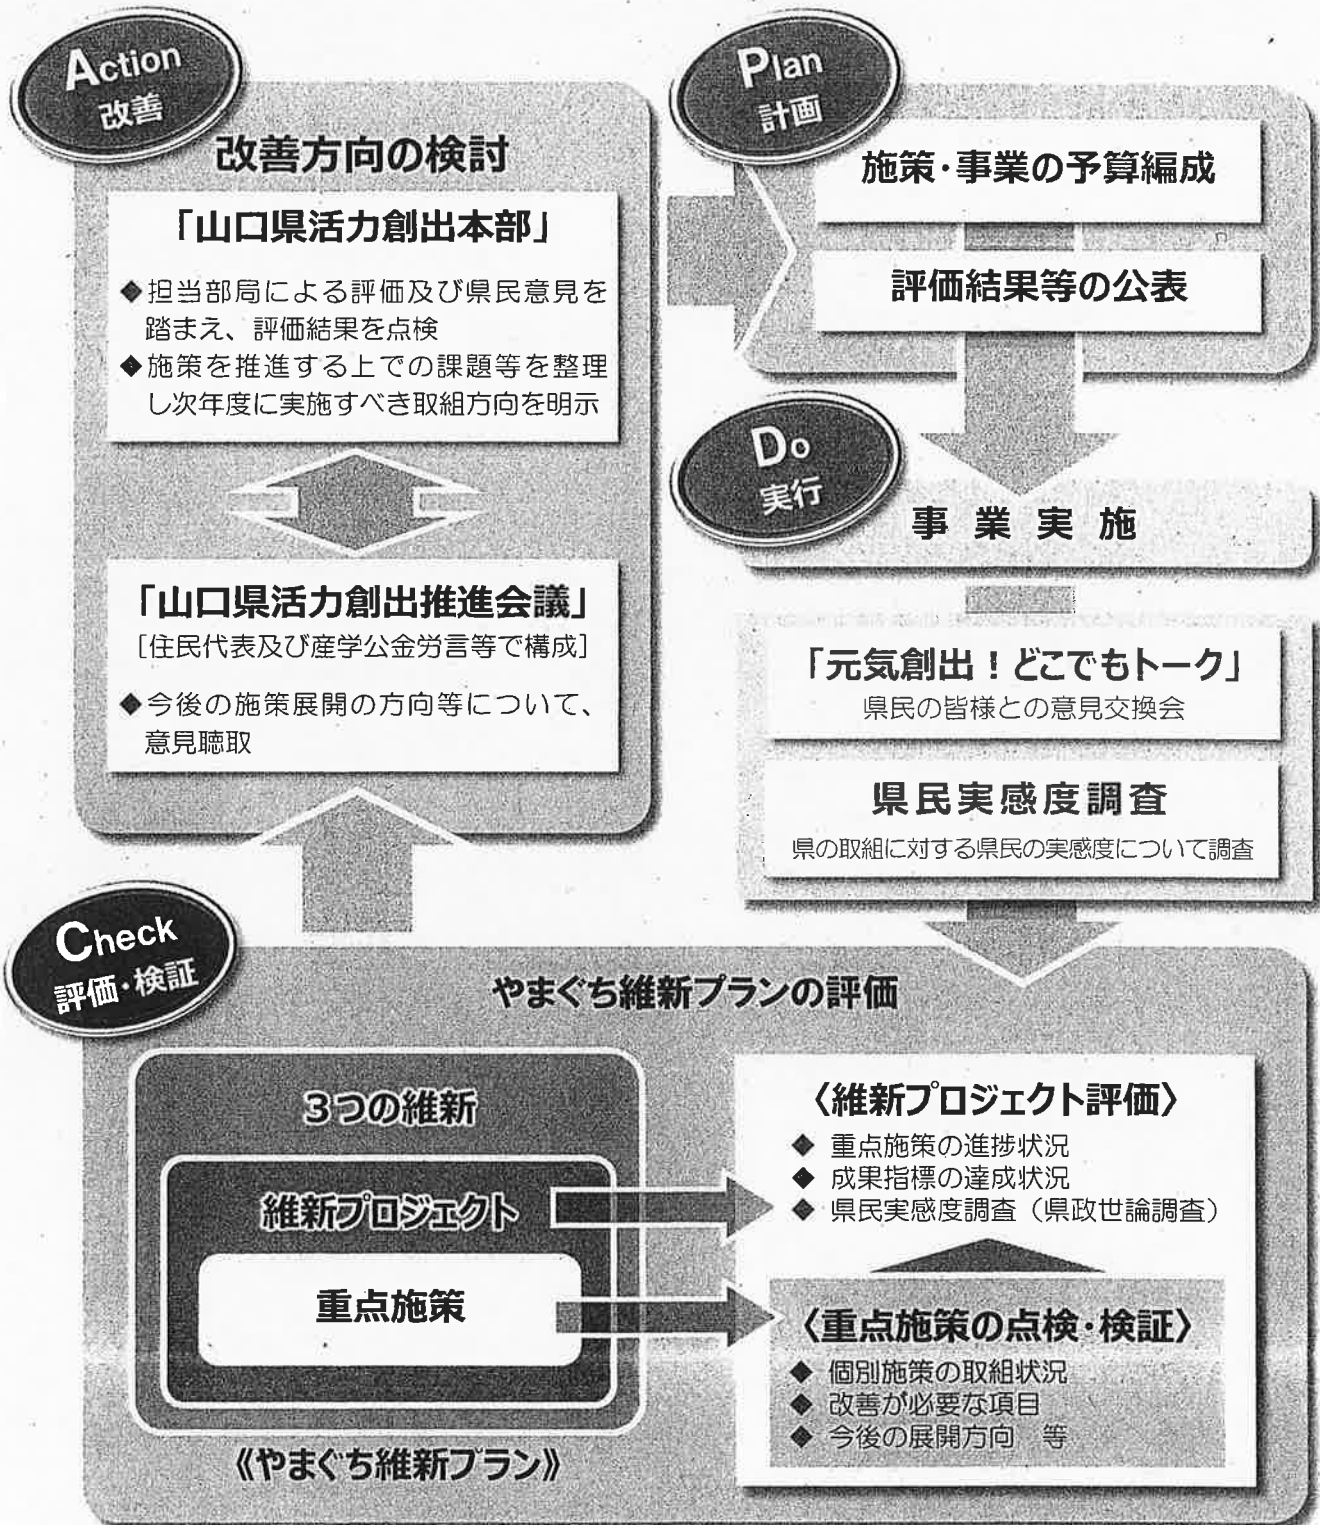 Action
改善
改善方向の検討
「山口県活力創出本部」
◆担当部局による評価及び県民意見を
踏まえ、評価結果を点検
◆施策を推進する上での課題等を整理
し次年度に実施すべき取組方向を明示
「山口県活力創出推進会議」
[住民代表及び産学公金労言等で構成]
◆今後の施策展開の方向等について、
意見聴取
Plan
計画
施策・事業の予算編成
評価結果等の公表
Do
実行
事業実施
「元気創出!どこでもトーク」
県民の皆様との意見交換会
県民実感度調査
県の取組に対する県民の実感度について調査
Check
評価・検証
やまぐち維新プランの評価
3つの維新
維新プロジェクト
重点施策
《やまぐち維新プラン》
〈維新プロジェクト評価〉
◆ 重点施策の進捗状況
◆ 成果指標の達成状況
◆ 県民実感度調査(県政世論調査)
〈重点施策の点検・検証〉
◆ 個別施策の取組状況
◆ 改善が必要な項目
◆ 今後の展開方向 等